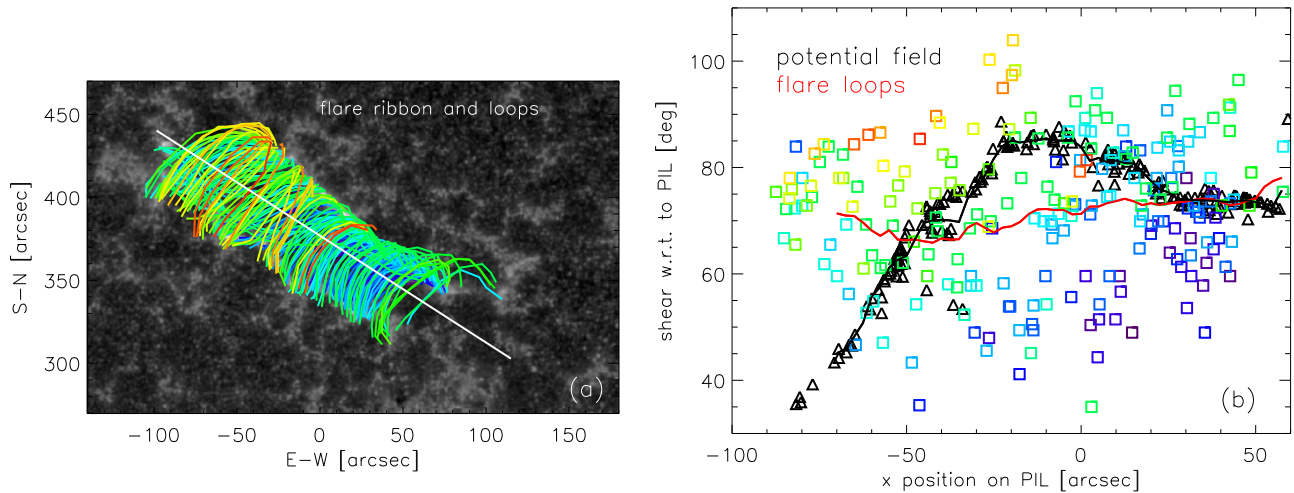 flare ribbon and loops
450
400
350
300
S-N [arcsec]
-100 -50 0 50 100 150
E-W [arcsec]
(a)
potential field
flare loops
100
80
60
40
shear w.r.t. to PIL [deg]
-100 -50 0 50
x position on PIL [arcsec]
(b)